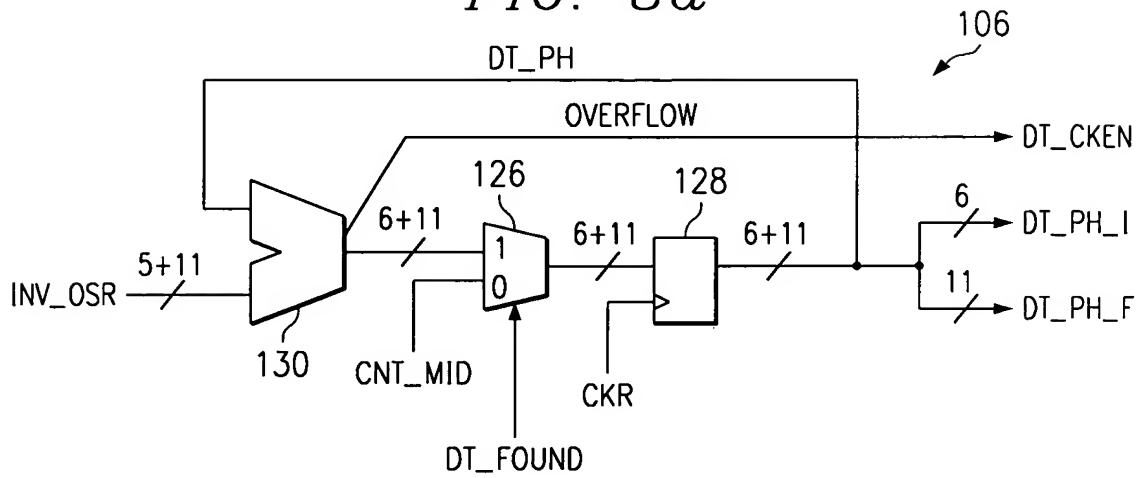 106
DT_PH
OVERFLOW
DT_CKEN
126
128
6+11
6+11
6+11
6
DT_PH_I
1
0
5+11
INV_OSR
11
DT_PH_F
130
CNT_MID
CKR
DT_FOUND